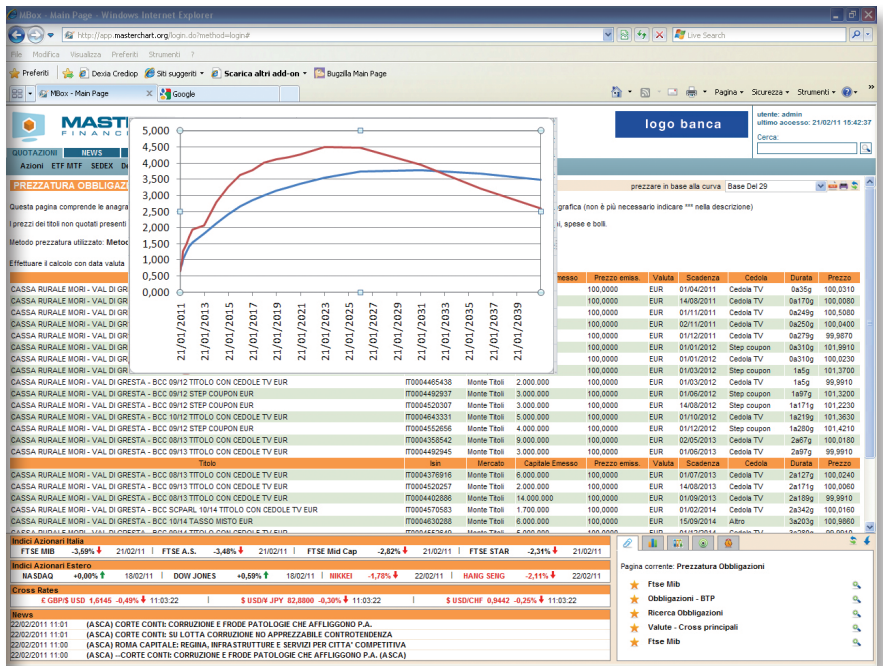 MBox - Main Page - Windows Internet Explorer
http://app.masterchart.org/login.do?method=login#
Live Search
File Modifica Visualizza Preferiti Strumenti ?
Preferiti Dexia Crediop Siti suggeriti Scarica altri add-on Bugzilla Main Page
MBox - Main Page Google Pagina Sicurezza Strumenti
MAST
FINANC
logo banca
utente: admin
ultimo accesso: 21/02/11 15:42:37
Cerca:
QUOTAZIONI NEWS
Azioni ETF MTF SEDEX
PREZZATURA OBBLIGAZ
prezzare in base alla curva Base Del 29
Questa pagina comprende le anagra
ografica (non è più necessario indicare *** nella descrizione)
I prezzi dei titoli non quotati presenti
i, spese e bolli.
Metodo prezzatura utilizzato: Metoc
Effettuare il calcolo con data valuta
5,000
4,500
4,000
3,500
3,000
2,500
2,000
1,500
1,000
0,500
0,000
21/01/2011
21/01/2013
21/01/2015
21/01/2017
21/01/2019
21/01/2021
21/01/2023
21/01/2025
21/01/2027
21/01/2029
21/01/2031
21/01/2033
21/01/2035
21/01/2037
21/01/2039
messo Prezzo emiss. Valuta Scadenza Cedola Durata Prezzo
CASSA RURALE MORI - VAL DI GR 100,0000 EUR 01/04/2011 Cedola TV 0a35g 100,0310
CASSA RURALE MORI - VAL DI GR 100,0000 EUR 14/08/2011 Cedola TV 0a170g 100,0080
CASSA RURALE MORI - VAL DI GR 100,0000 EUR 01/11/2011 Cedola TV 0a249g 100,5080
CASSA RURALE MORI - VAL DI GR 100,0000 EUR 02/11/2011 Cedola TV 0a250g 100,0400
CASSA RURALE MORI - VAL DI GR 100,0000 EUR 01/12/2011 Cedola TV 0a279g 99,9870
CASSA RURALE MORI - VAL DI GR 100,0000 EUR 01/01/2012 Step coupon 0a310g 101,9910
CASSA RURALE MORI - VAL DI GR 100,0000 EUR 01/01/2012 Cedola TV 0a310g 100,0230
CASSA RURALE MORI - VAL DI GR 100,0000 EUR 01/03/2012 Step coupon 1a5g 101,3700
CASSA RURALE MORI - VAL DI GRESTA - BCC 09/12 TITOLO CON CEDOLE TV EUR IT0004465438 Monte Titoli 2.000.000 100,0000 EUR 01/03/2012 Cedola TV 1a5g 99,9910
CASSA RURALE MORI - VAL DI GRESTA - BCC 09/12 STEP COUPON EUR IT0004492937 Monte Titoli 3.000.000 100,0000 EUR 01/06/2012 Step coupon 1a97g 101,3200
CASSA RURALE MORI - VAL DI GRESTA - BCC 09/12 STEP COUPON EUR IT0004520307 Monte Titoli 3.000.000 100,0000 EUR 14/08/2012 Step coupon 1a171g 101,2230
CASSA RURALE MORI - VAL DI GRESTA - BCC 10/12 TITOLO CON CEDOLE TV EUR IT0004643331 Monte Titoli 5.000.000 100,0000 EUR 01/10/2012 Cedola TV 1a219g 101,3630
CASSA RURALE MORI - VAL DI GRESTA - BCC 09/12 STEP COUPON EUR IT0004552656 Monte Titoli 4.000.000 100,0000 EUR 01/12/2012 Step coupon 1a280g 101,4210
CASSA RURALE MORI - VAL DI GRESTA - BCC 08/13 TITOLO CON CEDOLE TV EUR IT0004358542 Monte Titoli 9.000.000 100,0000 EUR 02/05/2013 Cedola TV 2a67g 100,0180
CASSA RURALE MORI - VAL DI GRESTA - BCC 09/13 TITOLO CON CEDOLE TV EUR IT0004492945 Monte Titoli 3.000.000 100,0000 EUR 01/06/2013 Cedola TV 2a97g 99,9910
Titolo Isin Mercato Capitale Emesso Prezzo emiss. Valuta Scadenza Cedola Durata Prezzo
CASSA RURALE MORI - VAL DI GRESTA - BCC 08/13 TITOLO CON CEDOLE TV EUR IT0004376916 Monte Titoli 6.000.000 100,0000 EUR 01/07/2013 Cedola TV 2a127g 100,0240
CASSA RURALE MORI - VAL DI GRESTA - BCC 09/13 TITOLO CON CEDOLE TV EUR IT0004520257 Monte Titoli 2.000.000 100,0000 EUR 14/08/2013 Cedola TV 2a171g 100,0060
CASSA RURALE MORI - VAL DI GRESTA - BCC 08/13 TITOLO CON CEDOLE TV EUR IT0004402886 Monte Titoli 14.000.000 100,0000 EUR 01/09/2013 Cedola TV 2a189g 99,9910
CASSA RURALE MORI - VAL DI GRESTA - BCC SCPARL 10/14 TITOLO CON CEDOLE TV EUR IT0004570583 Monte Titoli 1.700.000 100,0000 EUR 01/02/2014 Cedola TV 2a342g 100,0160
CASSA RURALE MORI - VAL DI GRESTA - BCC 10/14 TASSO MISTO EUR IT0004630288 Monte Titoli 6.000.000 100,0000 EUR 15/09/2014 Altro 3a203g 100,9860
Indici Azionari Italia
FTSE MIB -3,59% 21/02/11 | FTSE A.S. -3,48% 21/02/11 | FTSE Mid Cap -2,82% 21/02/11 | FTSE STAR -2,31% 21/02/11
Indici Azionari Estero
NASDAQ +0,00% 18/02/11 | DOW JONES +0,59% 18/02/11 | NIKKEI -1,78% 22/02/11 | HANG SENG -2,11% 22/02/11
Cross Rates
£ GBP/$ USD 1,6145 -0,49% 11:03:22 | $ USD/¥ JPY 82,8800 -0,30% 11:03:22 | $ USD/CHF 0,9442 -0,25% 11:03:22
News
22/02/2011 11:01 (ASCA) CORTE CONTI: CORRUZIONE E FRODE PATOLOGIE CHE AFFLIGGONO P.A.
22/02/2011 11:01 (ASCA) CORTE CONTI: SU LOTTA CORRUZIONE NO APPREZZABILE CONTROTENDENZA
22/02/2011 11:00 (ASCA) ROMA CAPITALE: REGINA, INFRASTRUTTURE E SERVIZI PER CITTA' COMPETITIVA
22/02/2011 11:00 (ASCA) --CORTE CONTI: CORRUZIONE E FRODE PATOLOGIE CHE AFFLIGGONO P.A. (ASCA)
Pagina corrente: Prezzatura Obbligazioni
Ftse Mib
Obbligazioni - BTP
Ricerca Obbligazioni
Valute - Cross principali
Ftse Mib